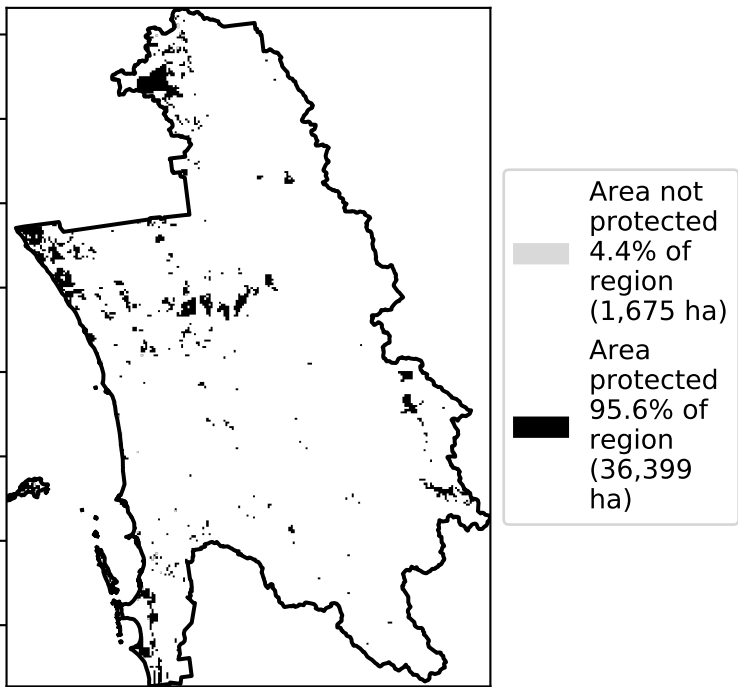 Area not
protected
4.4% of
region
(1,675 ha)
Area
protected
95.6% of
region
(36,399
ha)